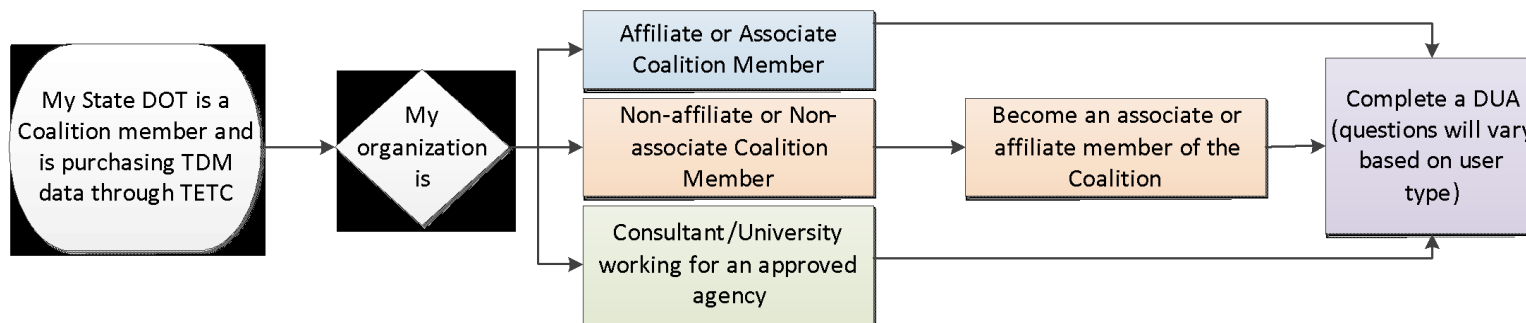 My State DOT is a
Coalition member and
is purchasing TDM
data through TETC
My
organization
is
Affiliate or Associate
Coalition Member
Non-affiliate or Non-
associate Coalition
Member
Consultant/University
working for an approved
agency
Become an associate or
affiliate member of the
Coalition
Complete a DUA
(questions will vary
based on user
type)